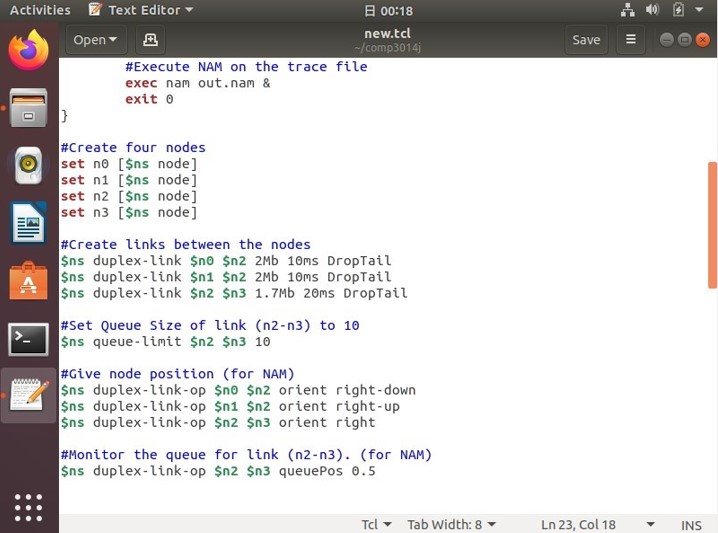 Activities Text Editor 日 00:18
Open new.tcl Save
~/comp3014j
#Execute NAM on the trace file
exec nam out.nam &
exit 0
}
#Create four nodes
set n0 [$ns node]
set n1 [$ns node]
set n2 [$ns node]
set n3 [$ns node]
#Create links between the nodes
$ns duplex-link $n0 $n2 2Mb 10ms DropTail
$ns duplex-link $n1 $n2 2Mb 10ms DropTail
$ns duplex-link $n2 $n3 1.7Mb 20ms DropTail
#Set Queue Size of link (n2-n3) to 10
$ns queue-limit $n2 $n3 10
#Give node position (for NAM)
$ns duplex-link-op $n0 $n2 orient right-down
$ns duplex-link-op $n1 $n2 orient right-up
$ns duplex-link-op $n2 $n3 orient right
#Monitor the queue for link (n2-n3). (for NAM)
$ns duplex-link-op $n2 $n3 queuePos 0.5
Tcl Tab Width: 8 Ln 23, Col 18 INS